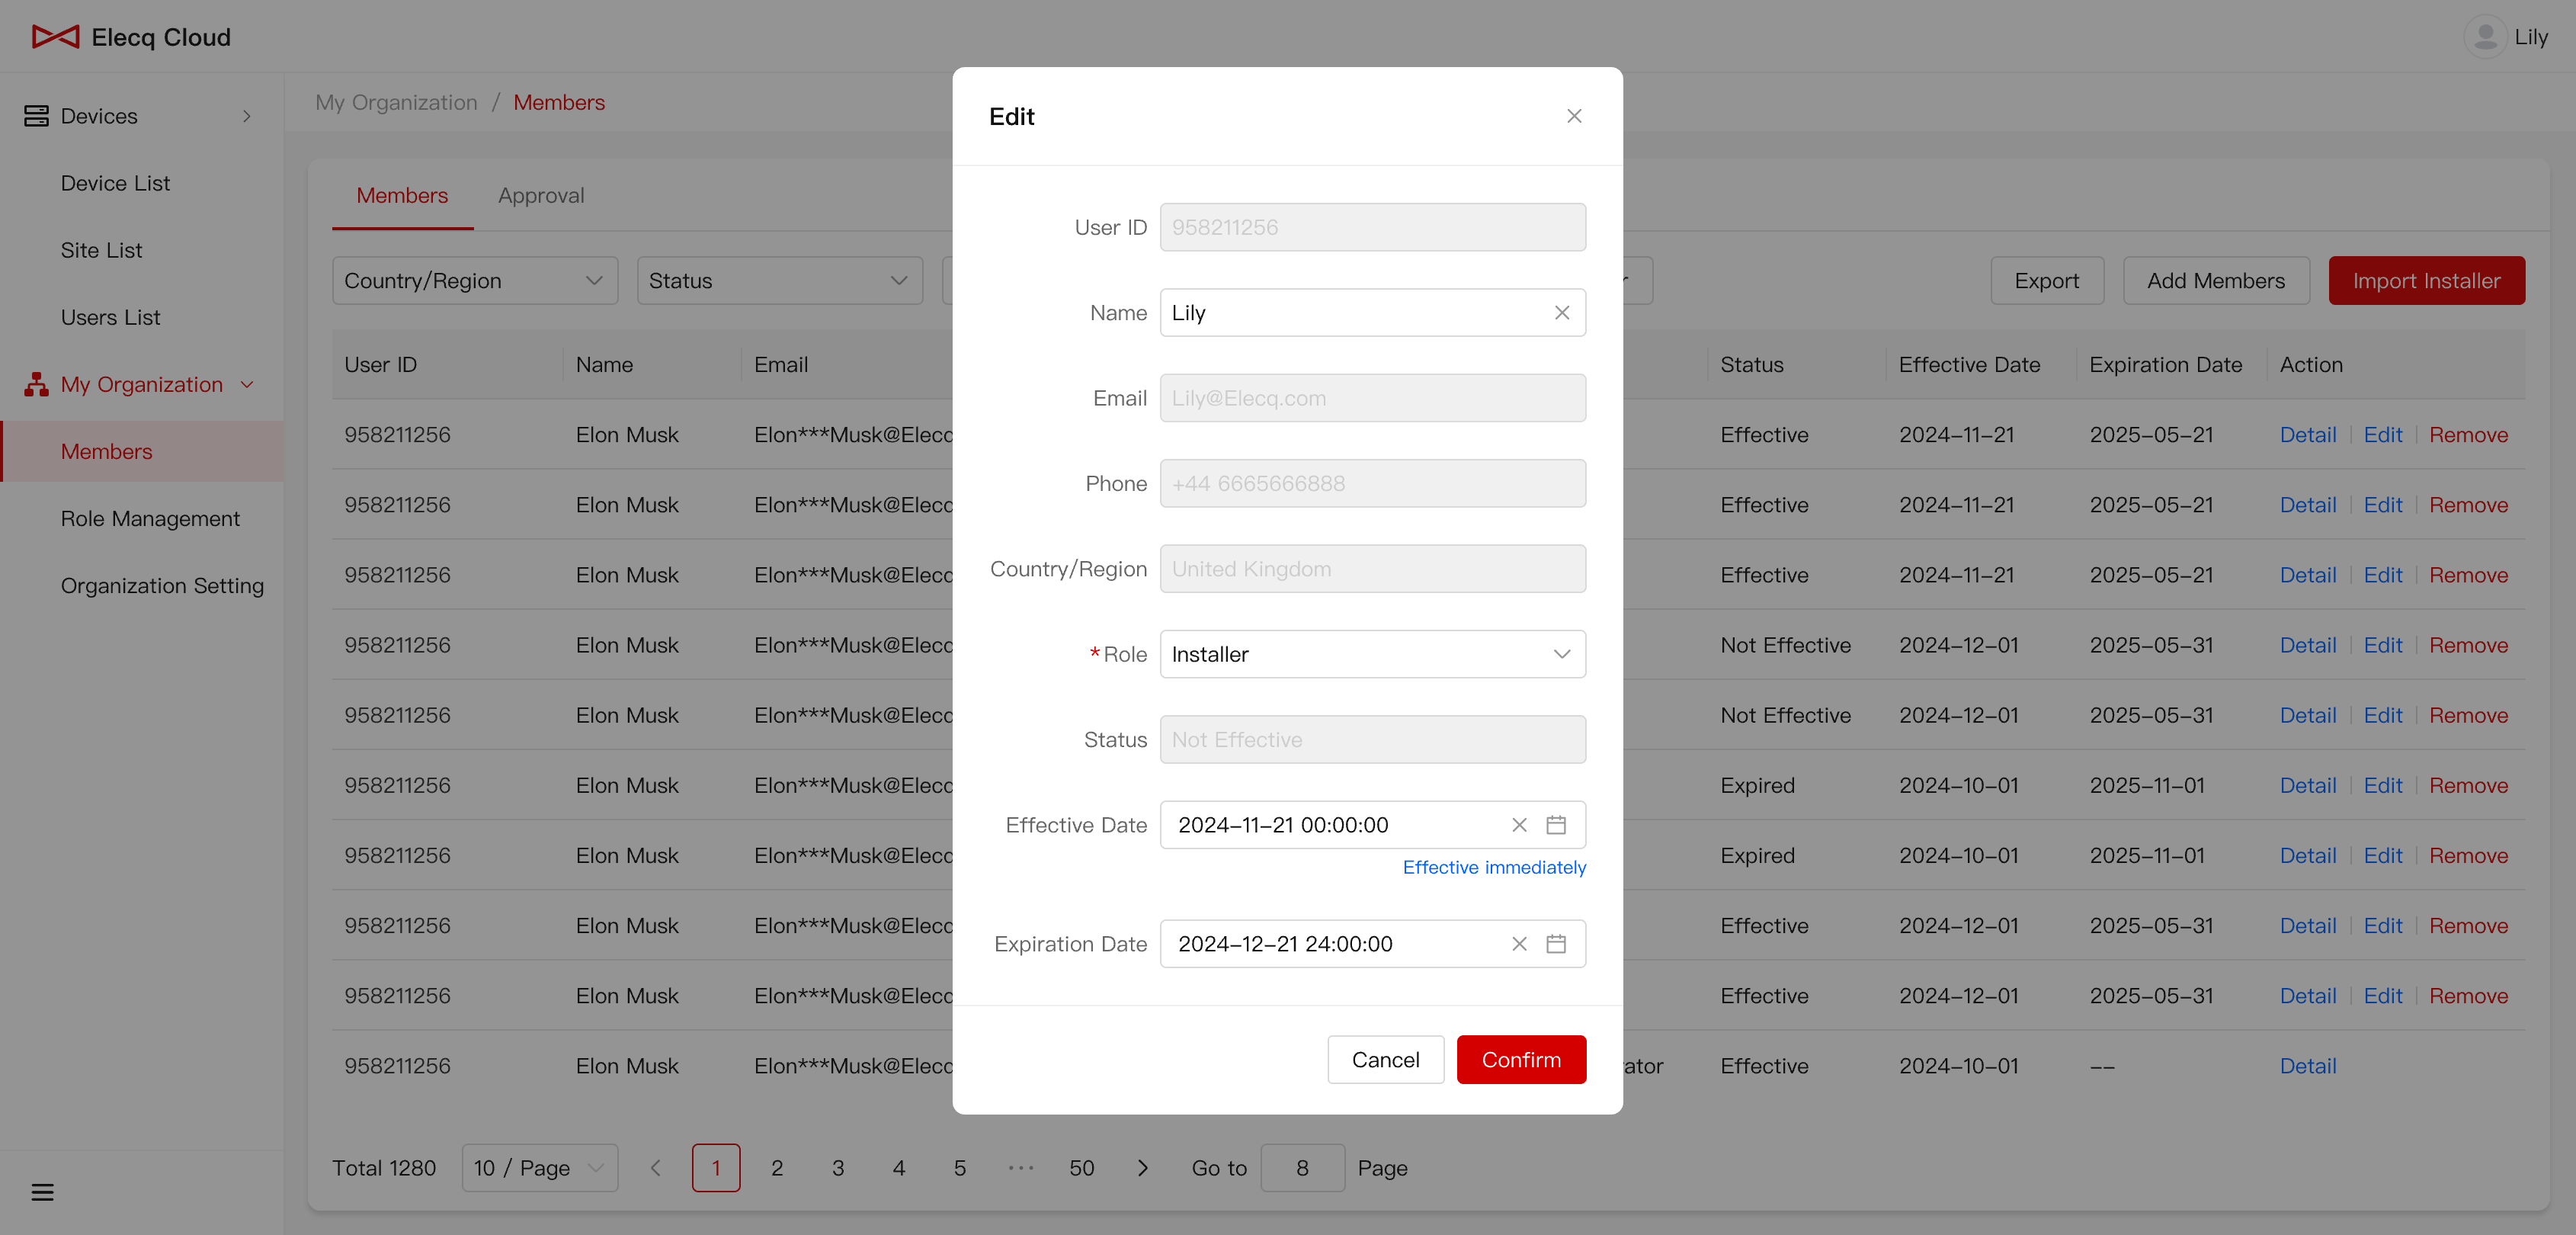 Elecq Cloud
Lily
Devices
Device List
Site List
Users List
My Organization
Members
Role Management
Organization Setting
My Organization / Members
Members Approval
Country/Region Status
Export Add Members Import Installer
User ID Name Email Status Effective Date Expiration Date Action
958211256 Elon Musk Elon***Musk@Elecq Effective 2024-11-21 2025-05-21 Detail Edit Remove
958211256 Elon Musk Elon***Musk@Elecq Effective 2024-11-21 2025-05-21 Detail Edit Remove
958211256 Elon Musk Elon***Musk@Elecq Effective 2024-11-21 2025-05-21 Detail Edit Remove
958211256 Elon Musk Elon***Musk@Elecq Not Effective 2024-12-01 2025-05-31 Detail Edit Remove
958211256 Elon Musk Elon***Musk@Elecq Not Effective 2024-12-01 2025-05-31 Detail Edit Remove
958211256 Elon Musk Elon***Musk@Elecq Expired 2024-10-01 2025-11-01 Detail Edit Remove
958211256 Elon Musk Elon***Musk@Elecq Expired 2024-10-01 2025-11-01 Detail Edit Remove
958211256 Elon Musk Elon***Musk@Elecq Effective 2024-12-01 2025-05-31 Detail Edit Remove
958211256 Elon Musk Elon***Musk@Elecq Effective 2024-12-01 2025-05-31 Detail Edit Remove
958211256 Elon Musk Elon***Musk@Elecq ator Effective 2024-10-01 -- Detail
Total 1280 10 / Page 1 2 3 4 5 ••• 50 Go to 8 Page
Edit
User ID 958211256
Name Lily
Email Lily@Elecq.com
Phone +44 6665666888
Country/Region United Kingdom
*Role Installer
Status Not Effective
Effective Date 2024-11-21 00:00:00
Effective immediately
Expiration Date 2024-12-21 24:00:00
Cancel Confirm